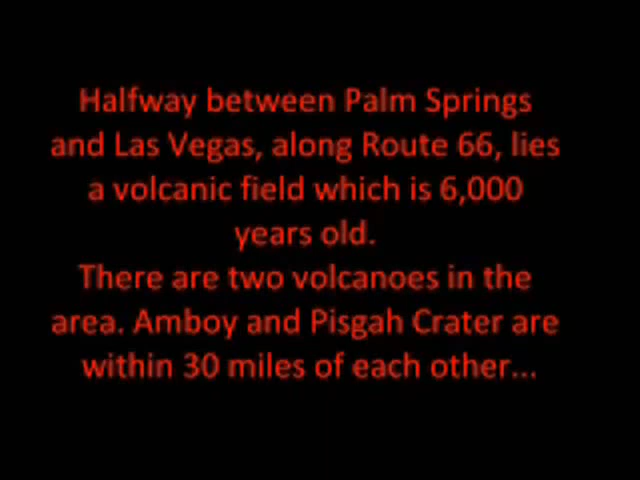 Halfway between Palm Springs
and Las Vegas, along Route 66, lies
a volcanic field which is 6,000
years old.
There are two volcanoes in the
area. Amboy and Pisgah Crater are
within 30 miles of each other...